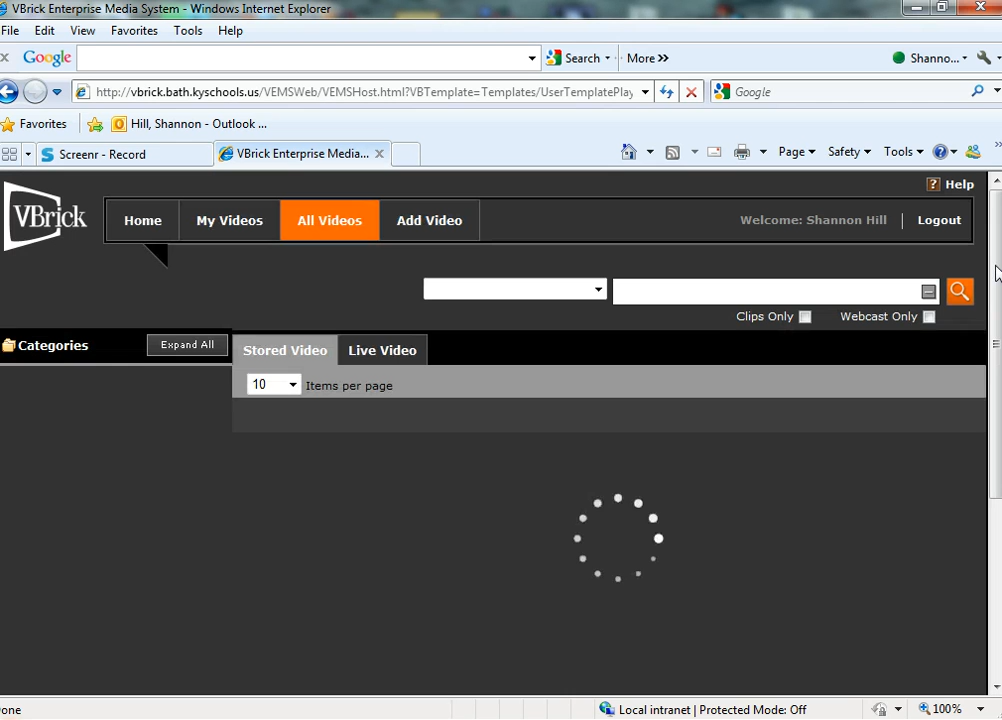 VBrick Enterprise Media System - Windows Internet Explorer
File Edit View Favorites Tools Help
x Google Search More >> Shanno...
http://vbrick.bath.kyschools.us/VEMSWeb/VEMSHost.html?VBTemplate=Templates/UserTemplatePlay Google
Favorites Hill, Shannon - Outlook ...
Screenr - Record VBrick Enterprise Media... Page Safety Tools
? Help
VBrick Home My Videos All Videos Add Video Welcome: Shannon Hill | Logout
Clips Only Webcast Only
Categories Expand All Stored Video Live Video
10 Items per page
one Local intranet | Protected Mode: Off 100%